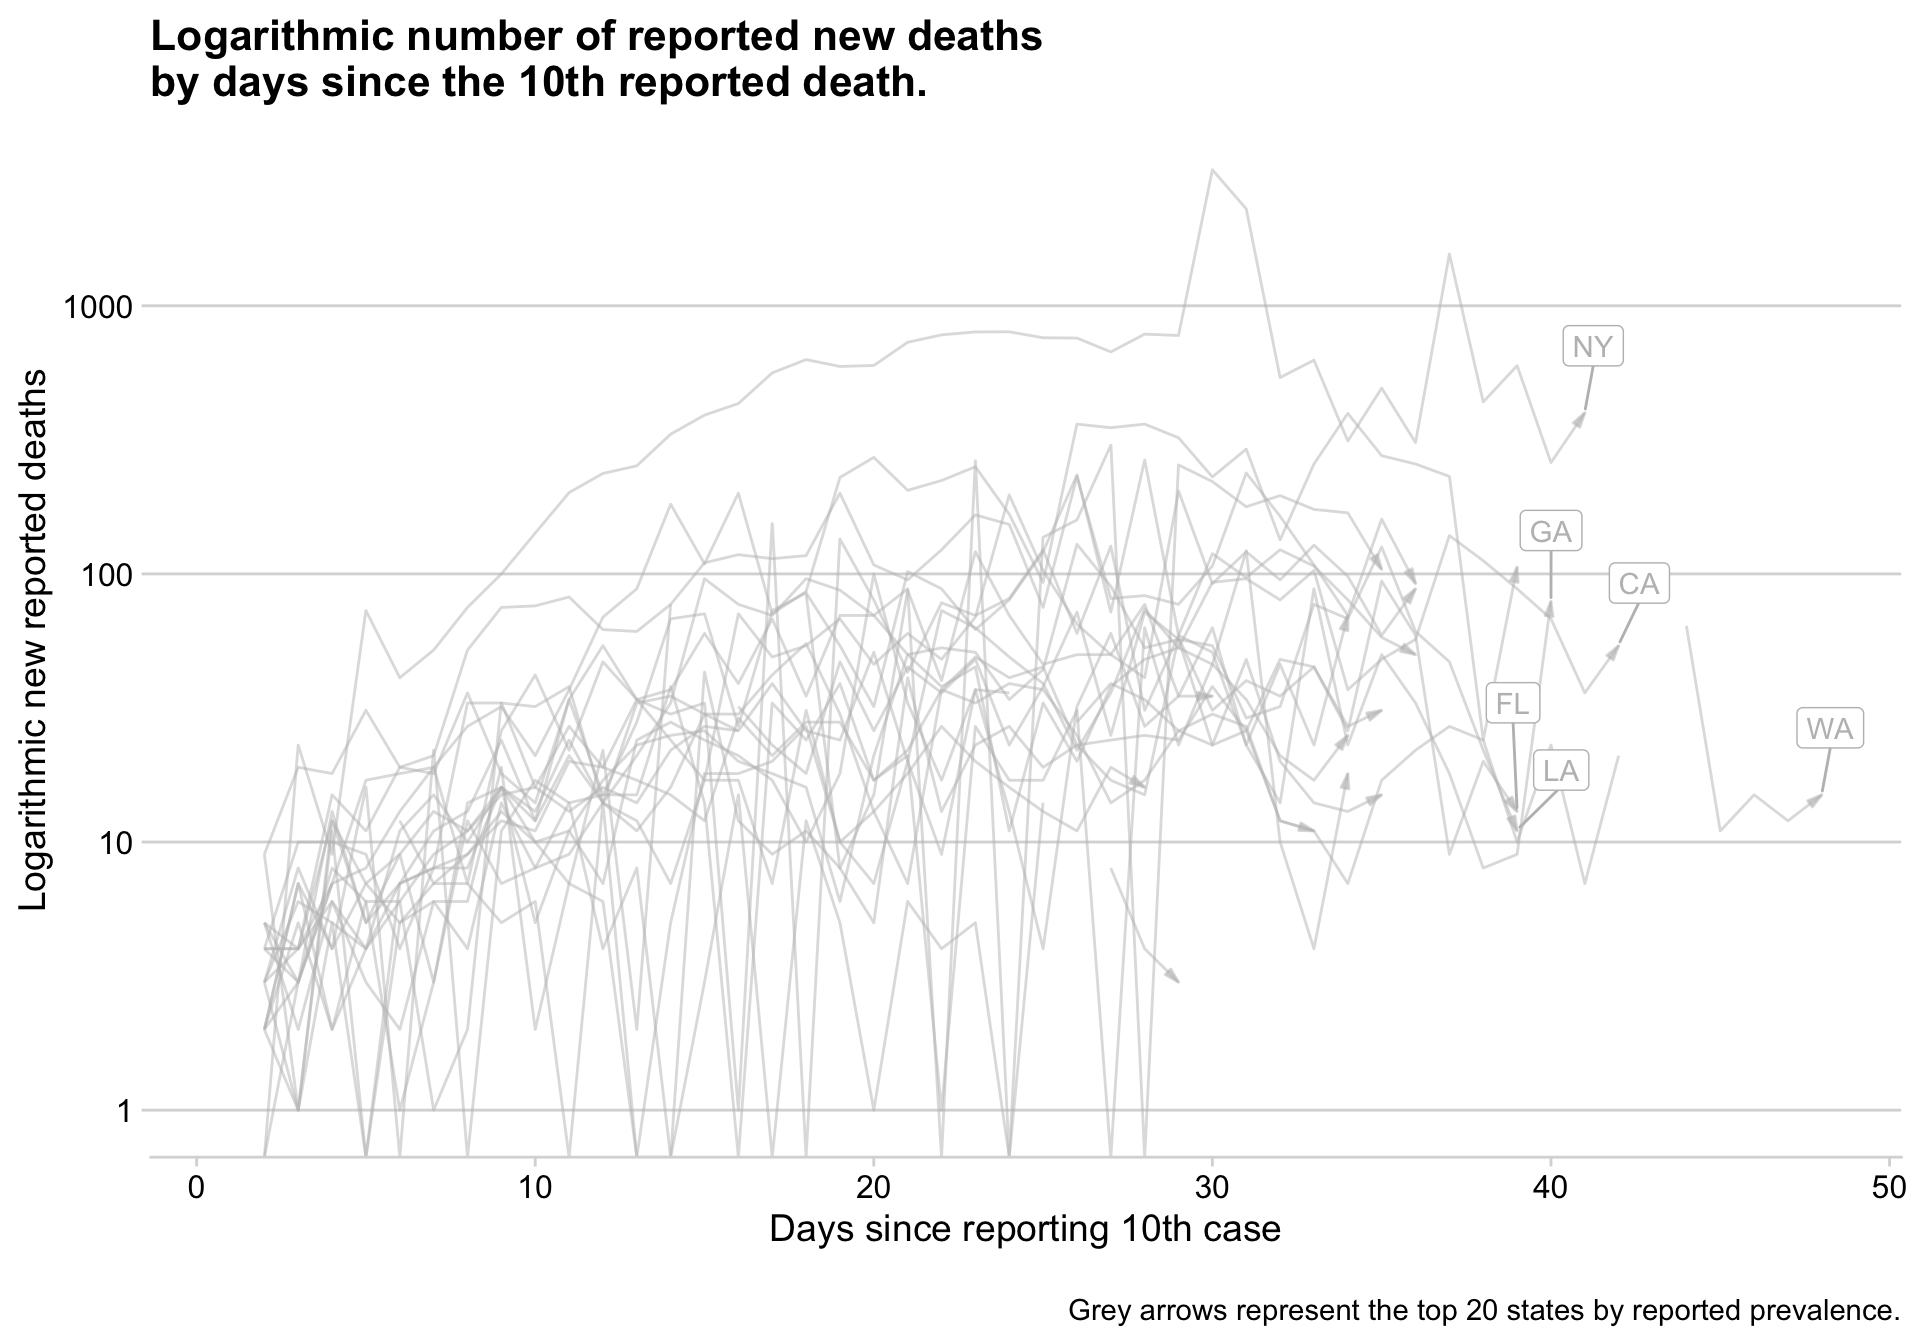 Logarithmic number of reported new deaths
by days since the 10th reported death.
Logarithmic new reported deaths
1000
100
10
1
NY
GA
CA
FL
LA
WA
0 10 20 30 40 50
Days since reporting 10th case
Grey arrows represent the top 20 states by reported prevalence.